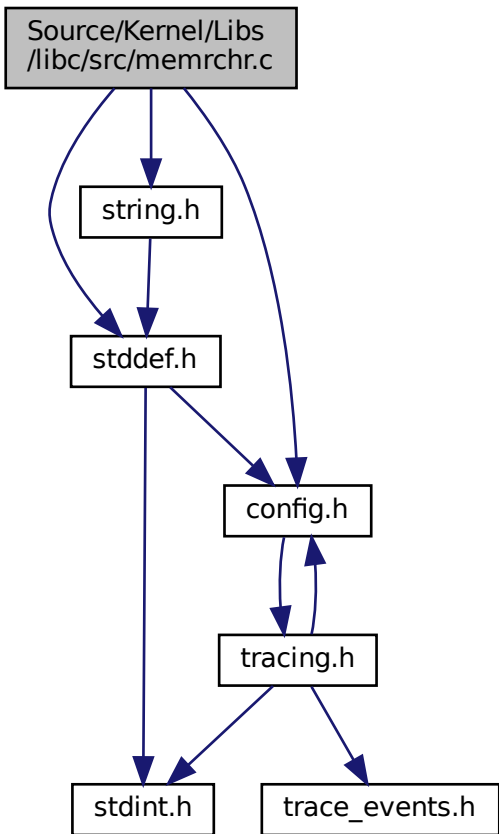 Source/Kernel/Libs
/libc/src/memrchr.c
string.h
stddef.h
config.h
tracing.h
stdint.h
trace_events.h